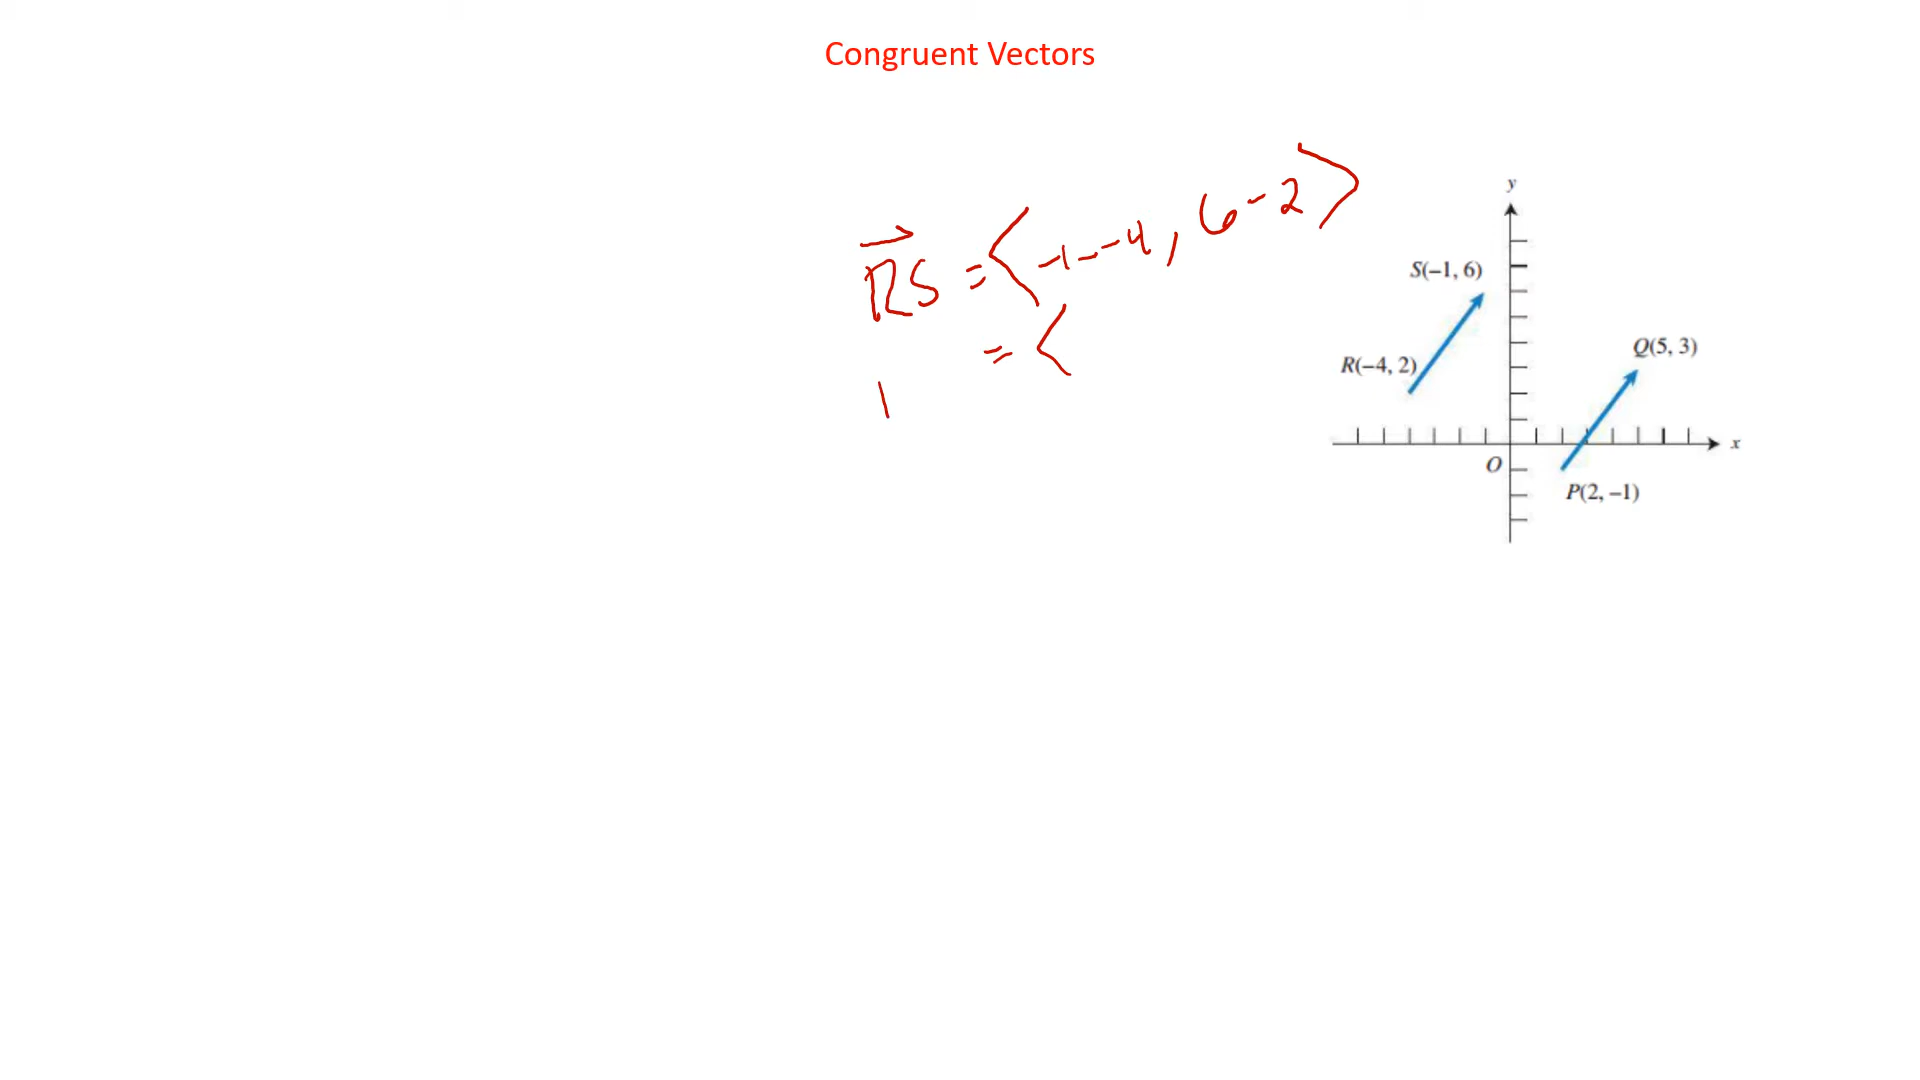 Congruent Vectors
RS = ⟨-1--4, 6-2⟩
= ⟨
y
S(−1, 6)
Q(5, 3)
R(−4, 2)
x
O
P(2, −1)